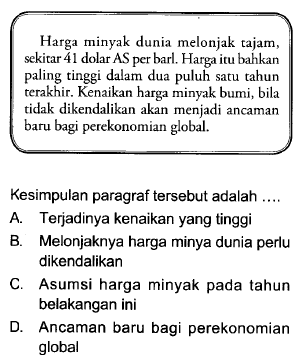 Harga minyak dunia melonjak tajam,
sekitar 41 dolar AS per barl. Harga itu bahkan
paling tinggi dalam dua puluh satu tahun
terakhir. Kenaikan harga minyak bumi, bila
tidak dikendalikan akan menjadi ancaman
baru bagi perekonomian global.
Kesimpulan paragraf tersebut adalah ....
A. Terjadinya kenaikan yang tinggi
B. Melonjaknya harga minya dunia perlu
dikendalikan
C. Asumsi harga minyak pada tahun
belakangan ini
D. Ancaman baru bagi perekonomian
global